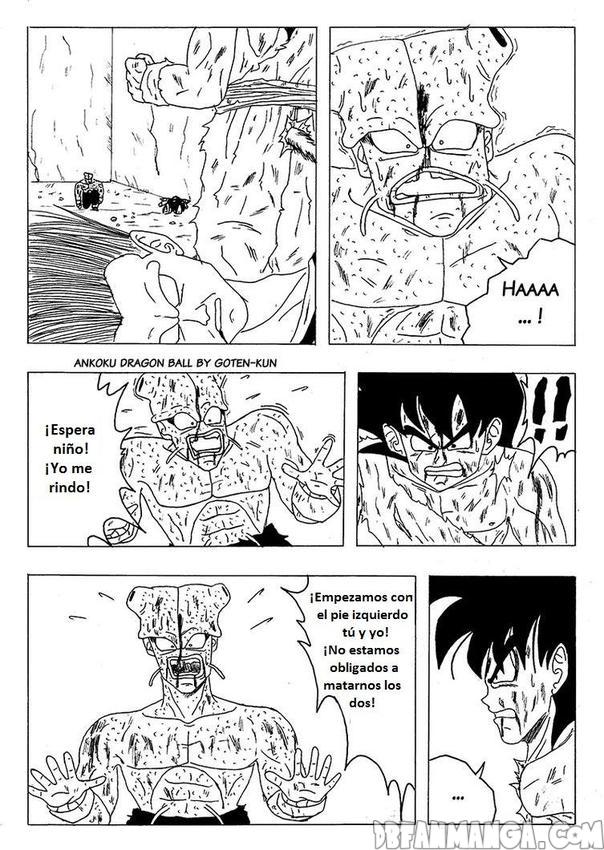 HAAAA
... !
ANKOKU DRAGON BALL BY GOTEN-KUN
¡Espera
niño!
¡Yo me
rindo!
!!
¡Empezamos con
el pie izquierdo
tú y yo!
¡No estamos
obligados a
matarnos los
dos!
...
DBFANMANGA.COM